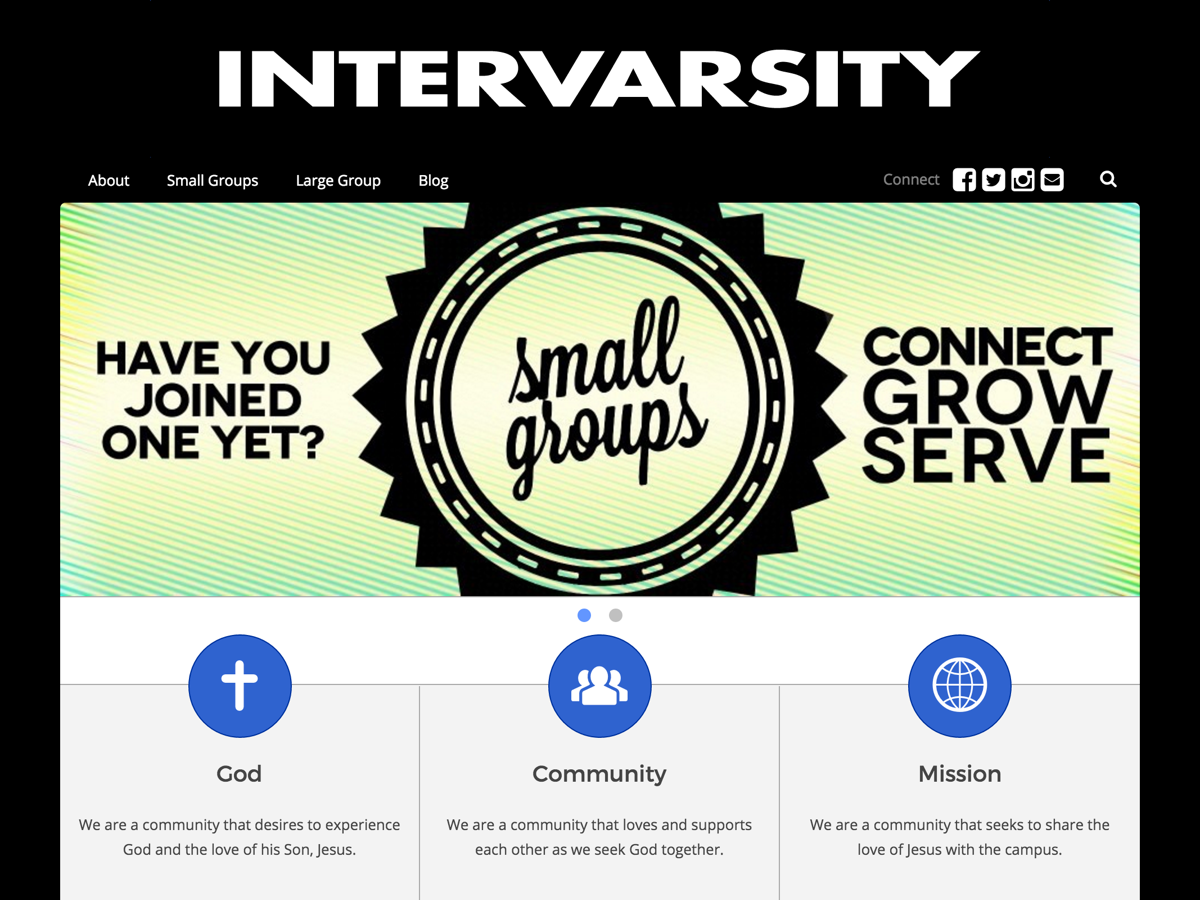 INTERVARSITY
About Small Groups Large Group Blog Connect
HAVE YOU
JOINED
ONE YET?
small
groups
CONNECT
GROW
SERVE
God
We are a community that desires to experience
God and the love of his Son, Jesus.
Community
We are a community that loves and supports
each other as we seek God together.
Mission
We are a community that seeks to share the
love of Jesus with the campus.